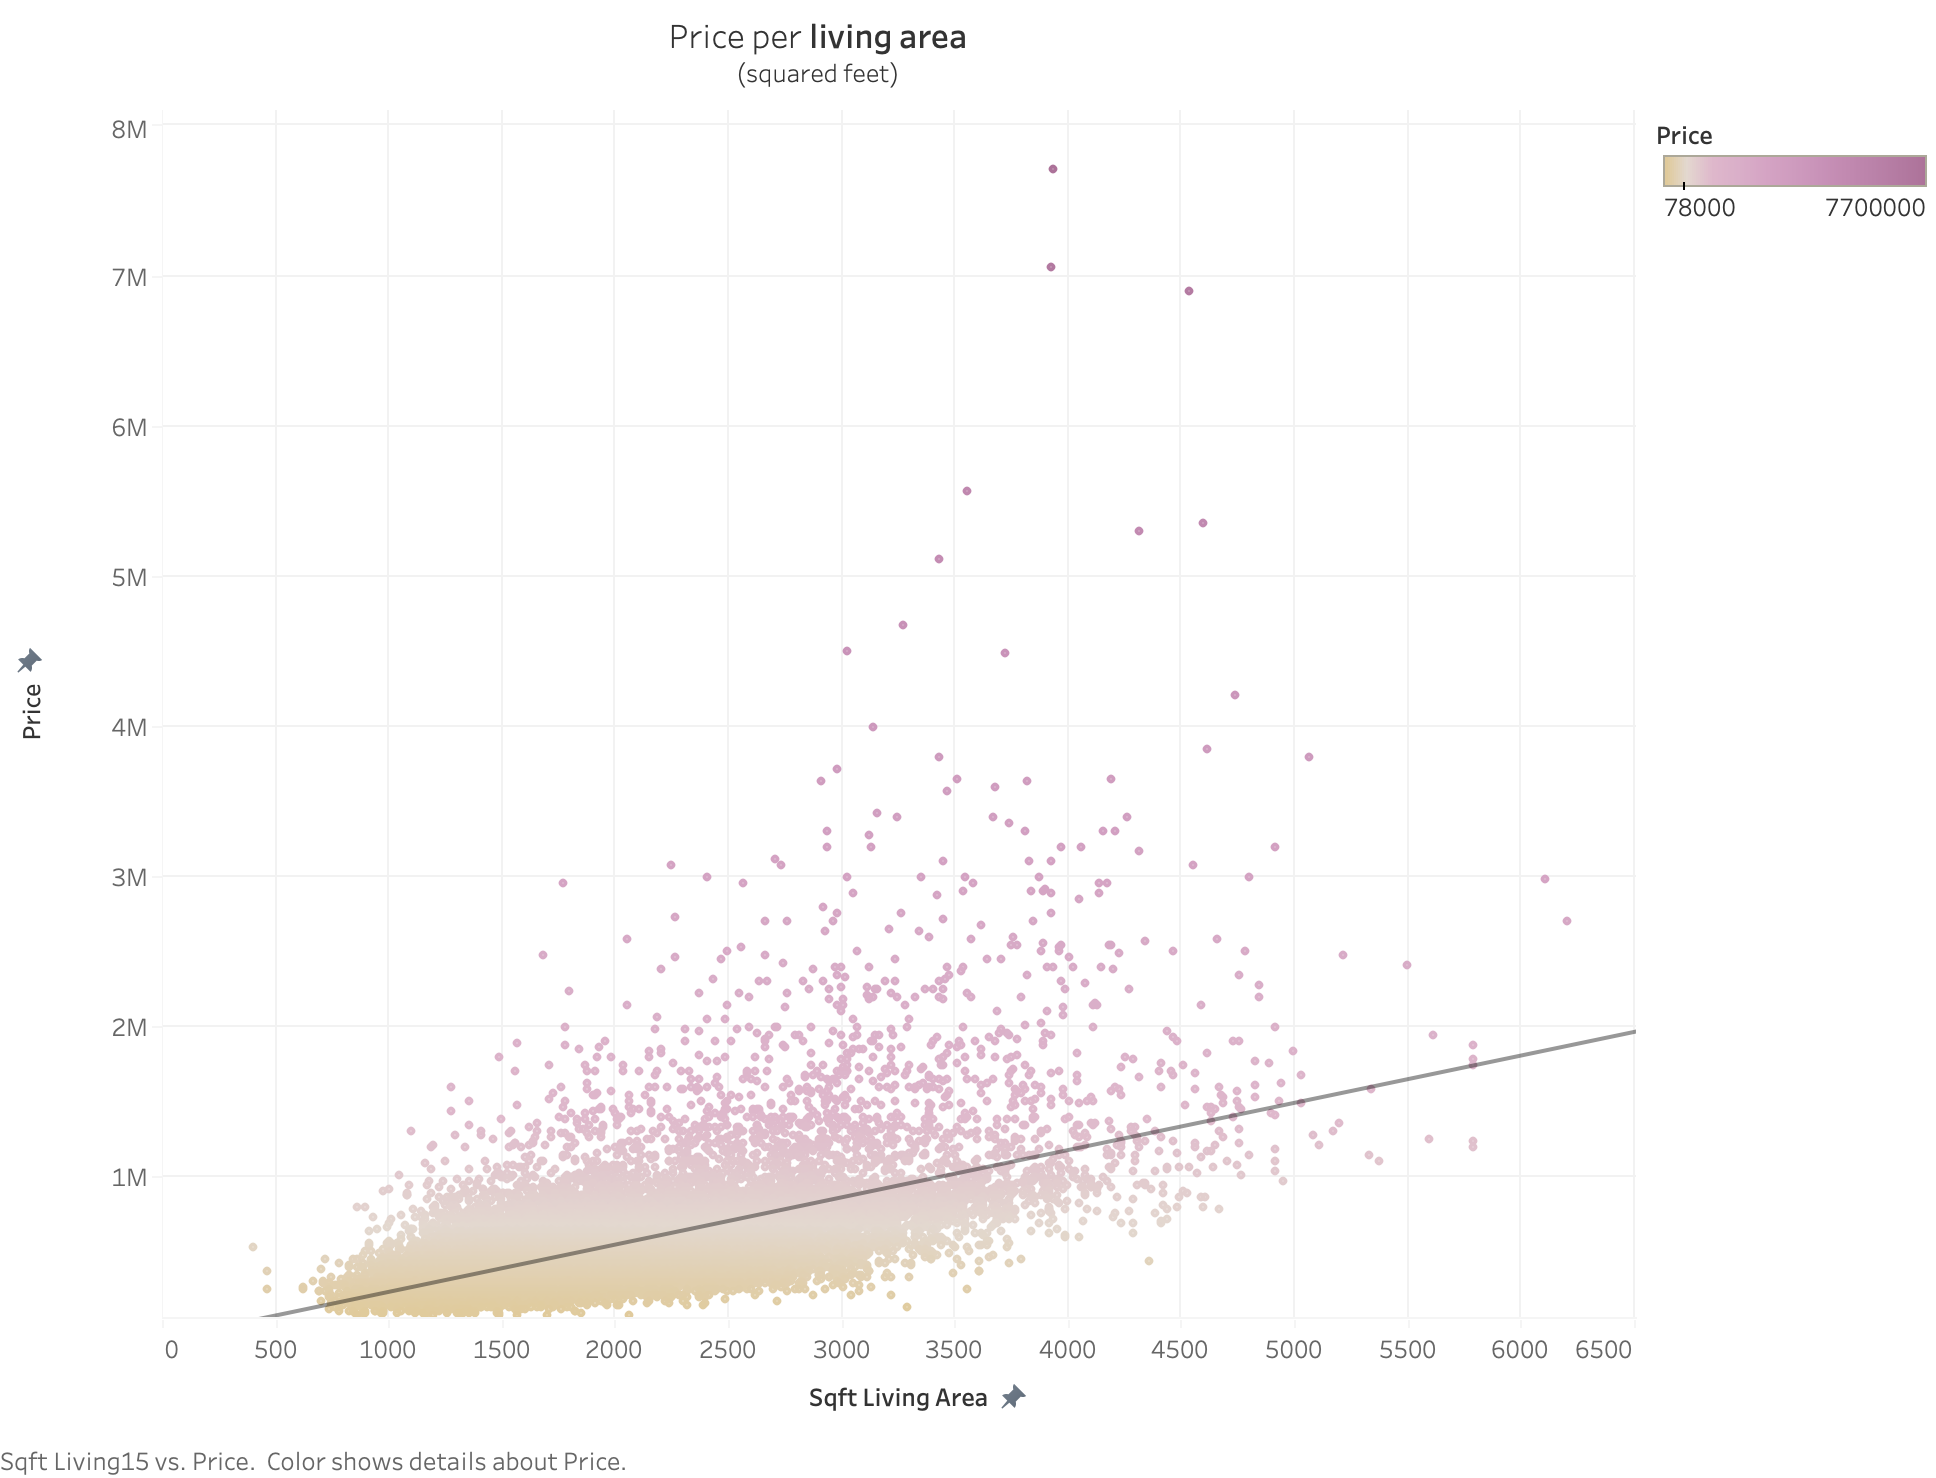 Price per living area
(squared feet)
Price
78000 7700000
8M
7M
6M
5M
4M
3M
2M
1M
Price
0 500 1000 1500 2000 2500 3000 3500 4000 4500 5000 5500 6000 6500
Sqft Living Area
Sqft Living15 vs. Price.  Color shows details about Price.